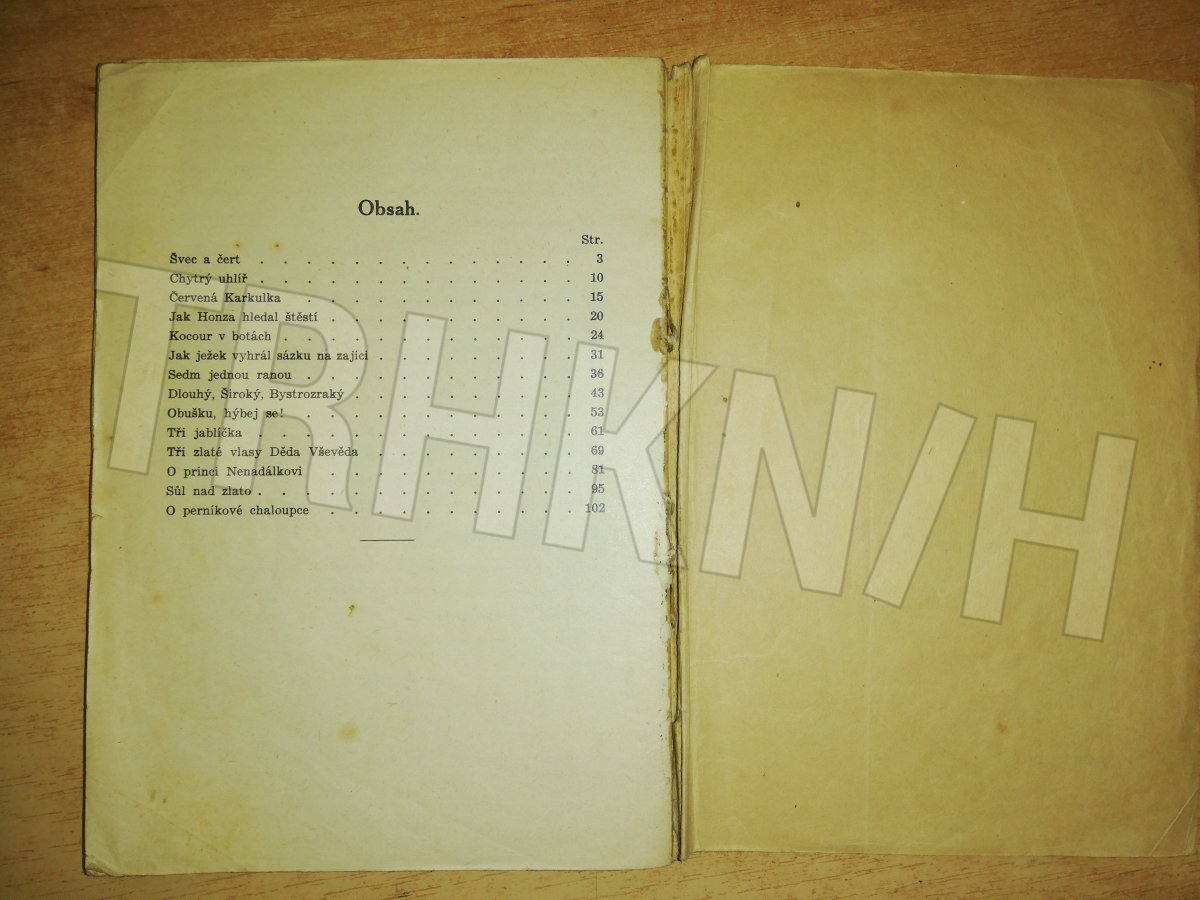 Obsah.
Str.
Švec a čert . . . . . . . . . . . . . . 3
Chytrý uhlíř . . . . . . . . . . . . . . 10
Červená Karkulka . . . . . . . . . . . . 15
Jak Honza hledal štěstí . . . . . . . . . . . 20
Kocour v botách . . . . . . . . . . . . . 24
Jak ježek vyhrál sázku na zajíci . . . . . . . . . 31
Sedm jednou ranou . . . . . . . . . . . . 36
Dlouhý, Široký, Bystrozraký . . . . . . . . . . 43
Obušku, hýbej se! . . . . . . . . . . . . 53
Tři jablíčka . . . . . . . . . . . . . . 61
Tři zlaté vlasy Děda Vševěda . . . . . . . . . 69
O princi Nenadálkovi . . . . . . . . . . . 81
Sůl nad zlato . . . . . . . . . . . . . . 95
O perníkové chaloupce . . . . . . . . . . . 102
TRHKN/H